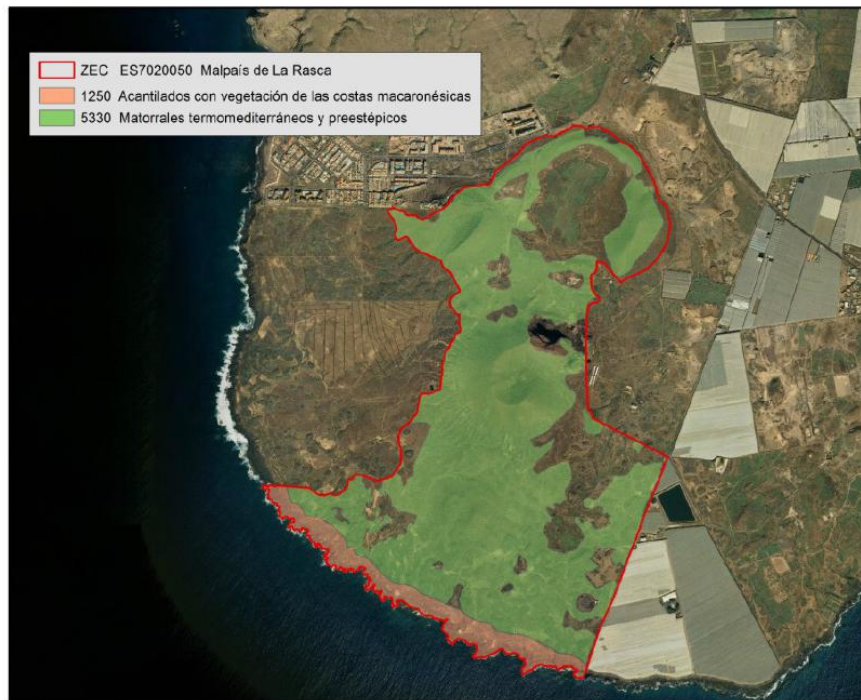 ZEC ES7020050 Malpaís de La Rasca
1250 Acantilados con vegetación de las costas macaronésicas
5330 Matorrales termomediterráneos y preestépicos